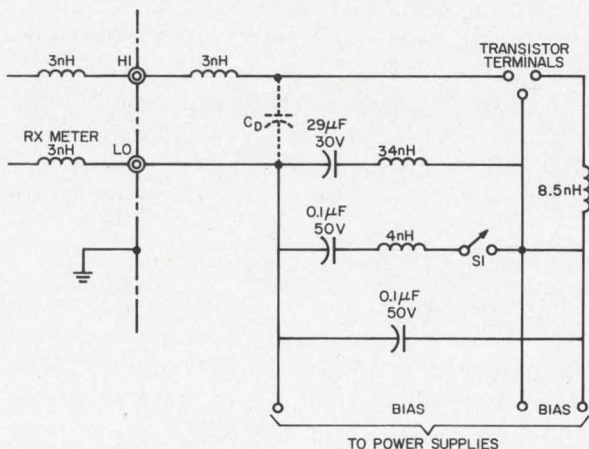 3nH
HI
3nH
TRANSISTOR
TERMINALS
C_D
29µF
30V
34nH
RX METER
3nH
LO
8.5nH
0.1µF
50V
4nH
S1
0.1µF
50V
BIAS
BIAS
TO POWER SUPPLIES